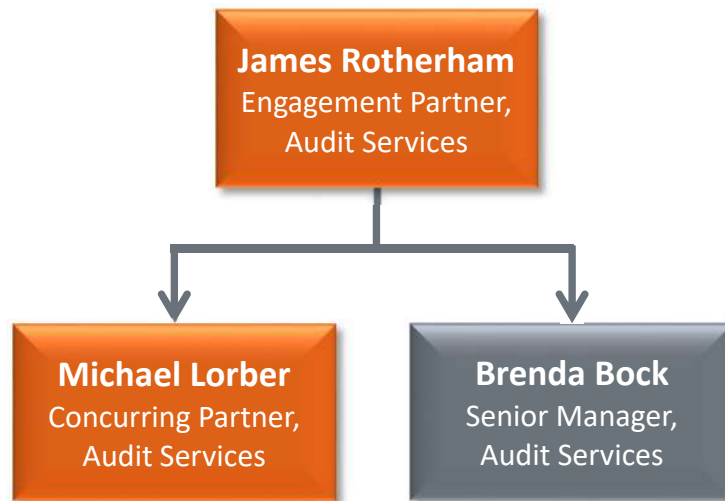 James Rotherham
Engagement Partner,
Audit Services
Michael Lorber
Concurring Partner,
Audit Services
Brenda Bock
Senior Manager,
Audit Services